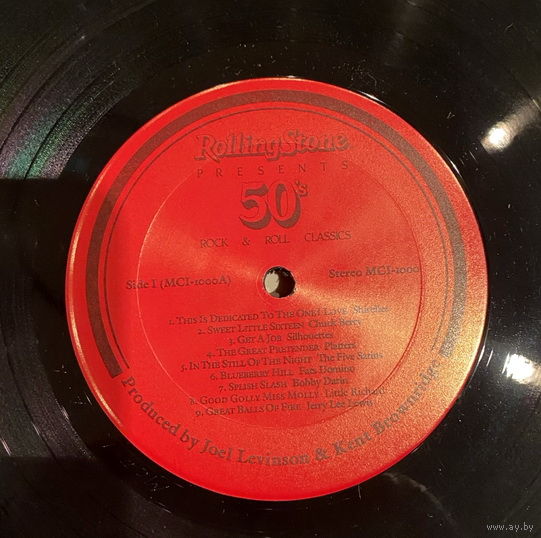 RollingStone
PRESENTS
50's
ROCK & ROLL CLASSICS
Side 1 (MCI-1000A)
Stereo MCI-1000
1. THIS IS DEDICATED TO THE ONE I LOVE Shirelles
2. SWEET LITTLE SIXTEEN Chuck Berry
3. GET A JOB Silhouettes
4. THE GREAT PRETENDER Platters
5. IN THE STILL OF THE NIGHT The Five Satins
6. BLUEBERRY HILL Fats Domino
7. SPLISH SLASH Bobby Darin
8. GOOD GOLLY MISS MOLLY Little Richard
9. GREAT BALLS OF FIRE Jerry Lee Lewis
Produced by Joel Levinson & Kent Brownridge
www.ay.by